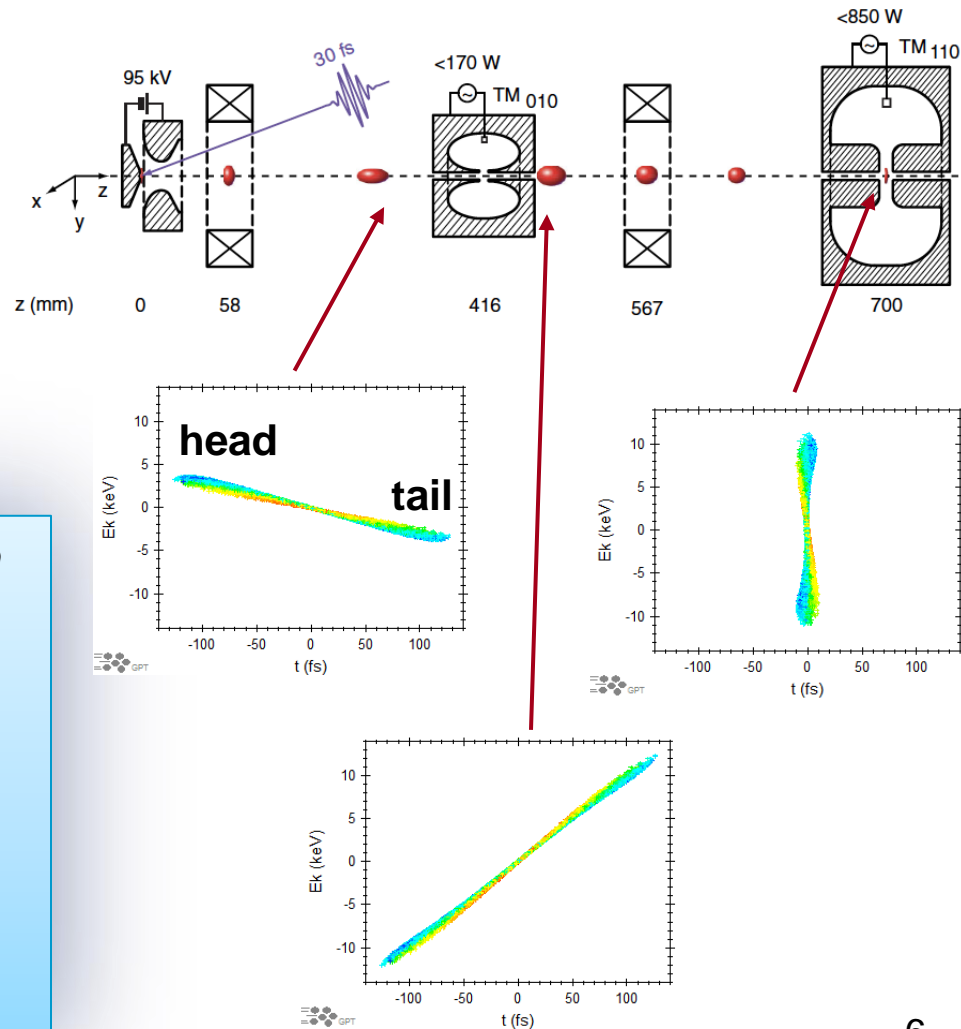 <850 W
TM 110
30 fs
<170 W
95 kV
TM 010
z
x
y
z (mm) 0 58 416 567 700
head
tail
Ek (keV)
10
5
0
-5
-10
-100 -50 0 50 100
t (fs)
GPT
Ek (keV)
10
5
0
-5
-10
-100 -50 0 50 100
t (fs)
GPT
Ek (keV)
10
5
0
-5
-10
-100 -50 0 50 100
t (fs)
GPT